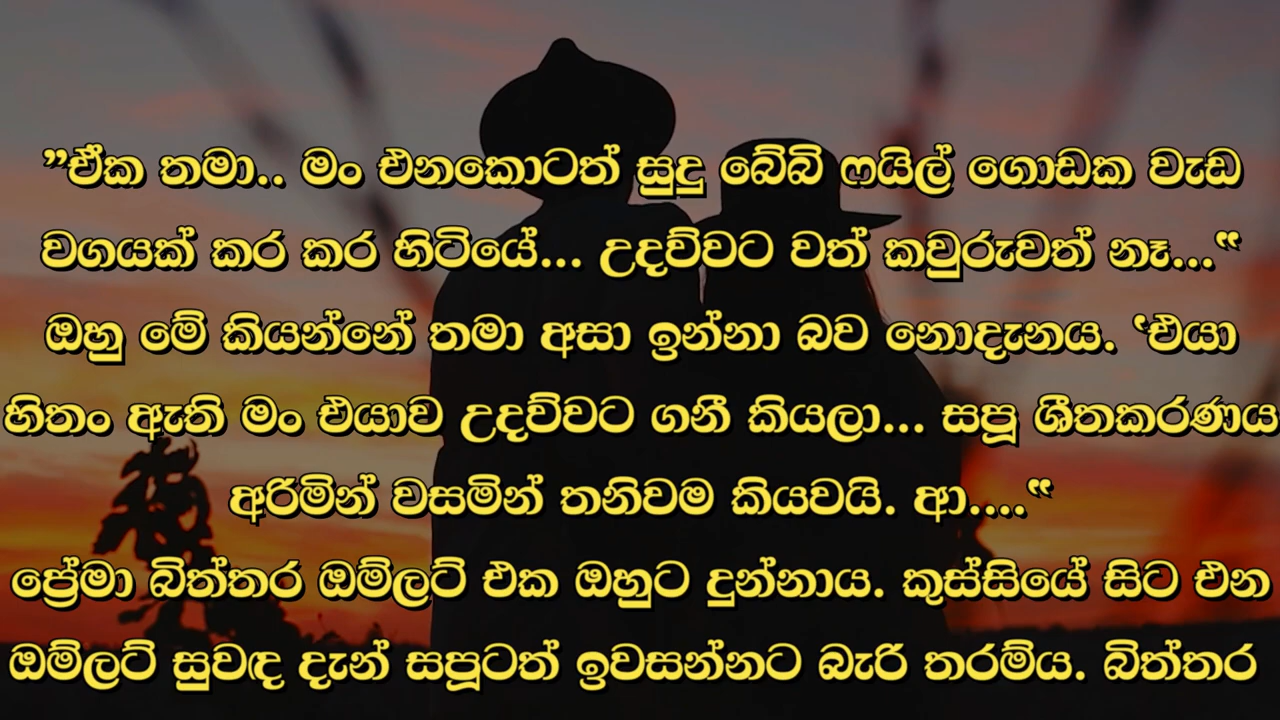 ”ඒක තමා.. මං එනකොටත් සුදු බේබි ෆයිල් ගොඩක වැඩ
වගයක් කර කර හිටියේ... උදව්වට වත් කවුරුවත් නෑ...“
ඔහු මේ කියන්නේ තමා අසා ඉන්නා බව නොදැනය. ‛එයා
හිතං ඇති මං එයාව උදව්වට ගනී කියලා... සපූ ශීතකරණය
අරිමින් වසමින් තනිවම කියවයි. ආ....“
ප්‍රේමා බිත්තර ඔම්ලට් එක ඔහුට දුන්නාය. කුස්සියේ සිට එන
ඔම්ලට් සුවඳ දැන් සපූටත් ඉවසන්නට බැරි තරම්ය. බිත්තර